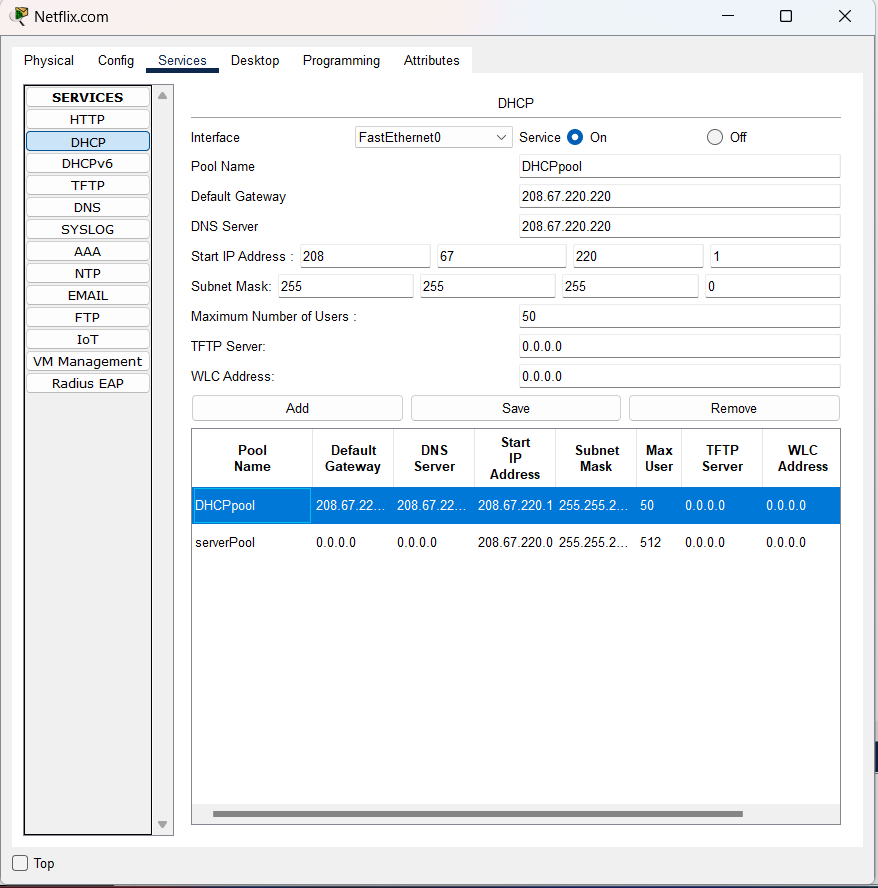 Netflix.com
Physical Config Services Desktop Programming Attributes
SERVICES
HTTP
DHCP
DHCPv6
TFTP
DNS
SYSLOG
AAA
NTP
EMAIL
FTP
IoT
VM Management
Radius EAP
DHCP
Interface FastEthernet0 Service On Off
Pool Name DHCPpool
Default Gateway 208.67.220.220
DNS Server 208.67.220.220
Start IP Address : 208 67 220 1
Subnet Mask: 255 255 255 0
Maximum Number of Users : 50
TFTP Server: 0.0.0.0
WLC Address: 0.0.0.0
Add Save Remove
Pool Name Default Gateway DNS Server Start IP Address Subnet Mask Max User TFTP Server WLC Address
DHCPpool 208.67.22... 208.67.22... 208.67.220.1 255.255.2... 50 0.0.0.0 0.0.0.0
serverPool 0.0.0.0 0.0.0.0 208.67.220.0 255.255.2... 512 0.0.0.0 0.0.0.0
Top